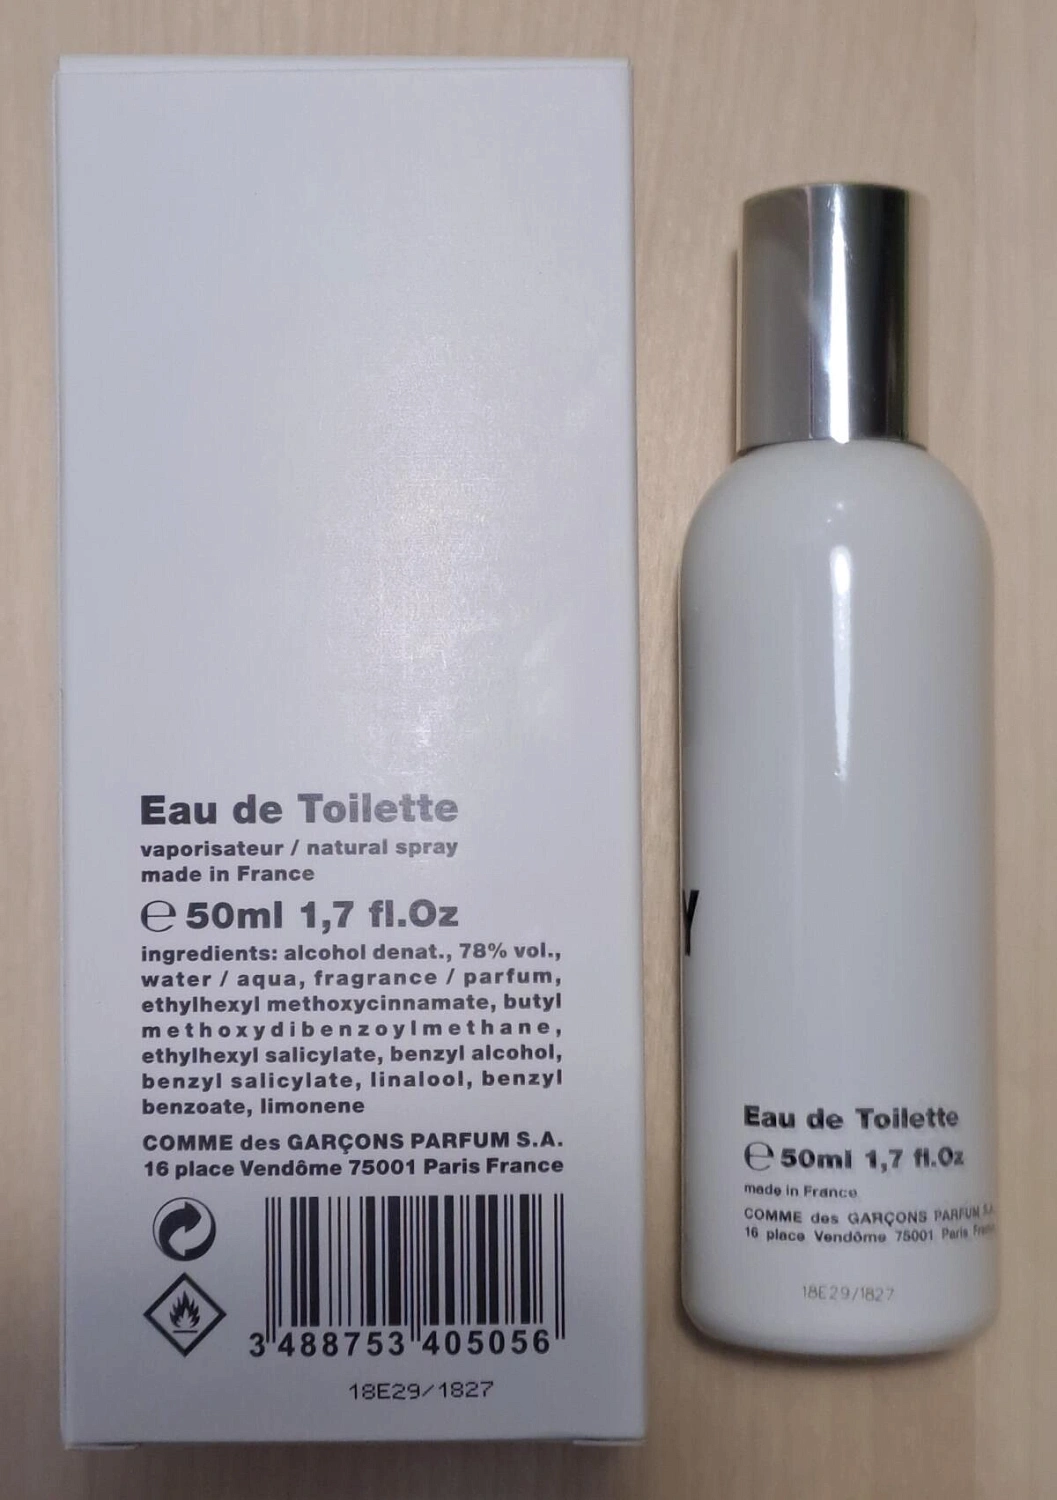 Eau de Toilette
vaporisateur / natural spray
made in France
℮ 50ml 1,7 fl.Oz
ingredients: alcohol denat., 78% vol.,
water / aqua, fragrance / parfum,
ethylhexyl methoxycinnamate, butyl
methoxydibenzoylmethane,
ethylhexyl salicylate, benzyl alcohol,
benzyl salicylate, linalool, benzyl
benzoate, limonene
COMME des GARÇONS PARFUM S.A.
16 place Vendôme 75001 Paris France
3 488753 405056
18E29/1827
Y
Eau de Toilette
℮ 50ml 1,7 fl.Oz
made in France
COMME des GARÇONS PARFUM S.A.
16 place Vendôme 75001 Paris France
18E29/1827